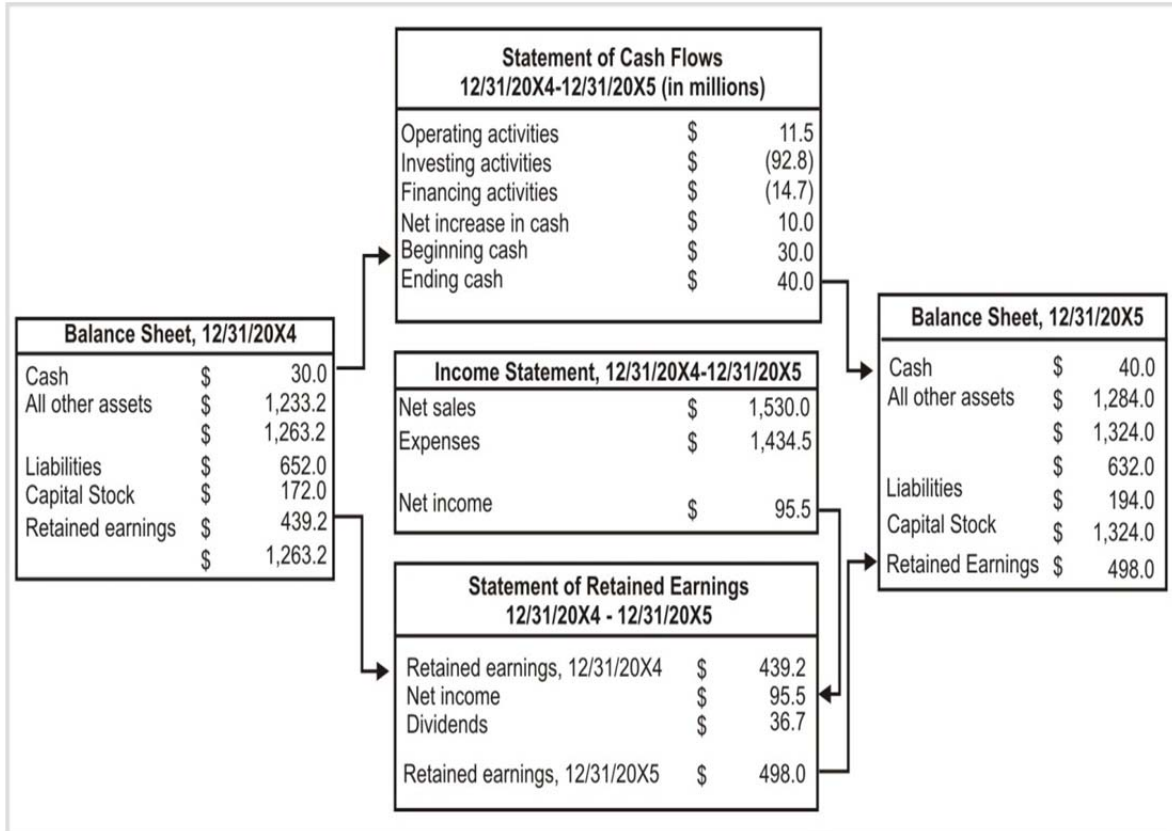 Statement of Cash Flows
12/31/20X4-12/31/20X5 (in millions)
Operating activities $ 11.5
Investing activities $ (92.8)
Financing activities $ (14.7)
Net increase in cash $ 10.0
Beginning cash $ 30.0
Ending cash $ 40.0
Balance Sheet, 12/31/20X4
Cash $ 30.0
All other assets $ 1,233.2
$ 1,263.2
Liabilities $ 652.0
Capital Stock $ 172.0
Retained earnings $ 439.2
$ 1,263.2
Income Statement, 12/31/20X4-12/31/20X5
Net sales $ 1,530.0
Expenses $ 1,434.5
Net income $ 95.5
Statement of Retained Earnings
12/31/20X4 - 12/31/20X5
Retained earnings, 12/31/20X4 $ 439.2
Net income $ 95.5
Dividends $ 36.7
Retained earnings, 12/31/20X5 $ 498.0
Balance Sheet, 12/31/20X5
Cash $ 40.0
All other assets $ 1,284.0
$ 1,324.0
$ 632.0
Liabilities
$ 194.0
Capital Stock
$ 1,324.0
Retained Earnings $ 498.0